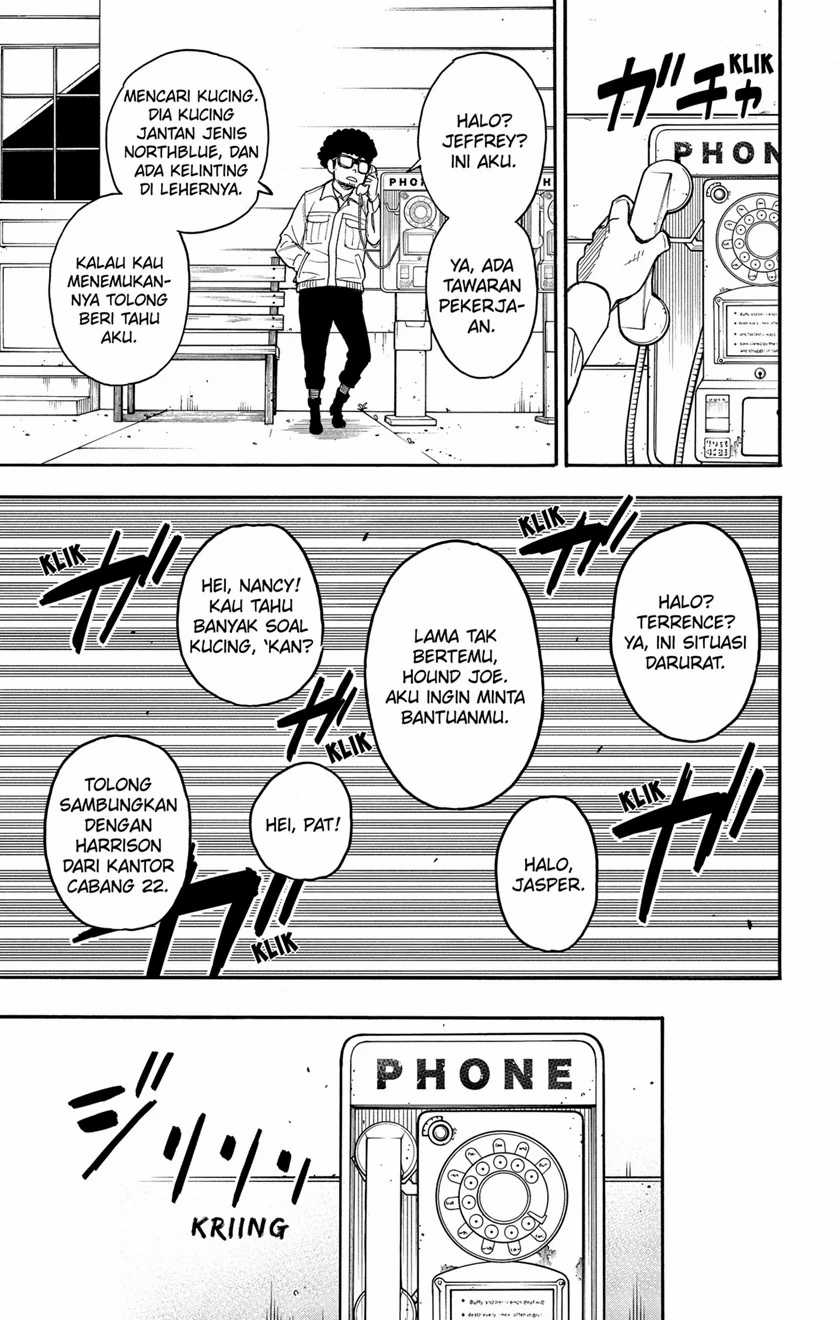 KLIK
ガチャ
PHON
HALO?
JEFFREY?
INI AKU.
YA, ADA
TAWARAN
PEKERJA-
AN.
PHONE
MENCARI KUCING.
DIA KUCING
JANTAN JENIS
NORTHBLUE, DAN
ADA KELINTING
DI LEHERNYA.
KALAU KAU
MENEMUKAN-
NYA TOLONG
BERI TAHU
AKU.
HALO?
TERRENCE?
YA, INI SITUASI
DARURAT.
KLIK
ガ
LAMA TAK
BERTEMU,
HOUND JOE.
AKU INGIN MINTA
BANTUANMU.
HEI, NANCY!
KAU TAHU
BANYAK SOAL
KUCING, ‘KAN?
KLIK
ガ
KLIK
ガ
HALO,
JASPER.
KLIK
ガ
HEI, PAT!
KLIK
ガ
TOLONG
SAMBUNGKAN
DENGAN
HARRISON
DARI KANTOR
CABANG 22.
PHONE
ジリリリッ
KRIING